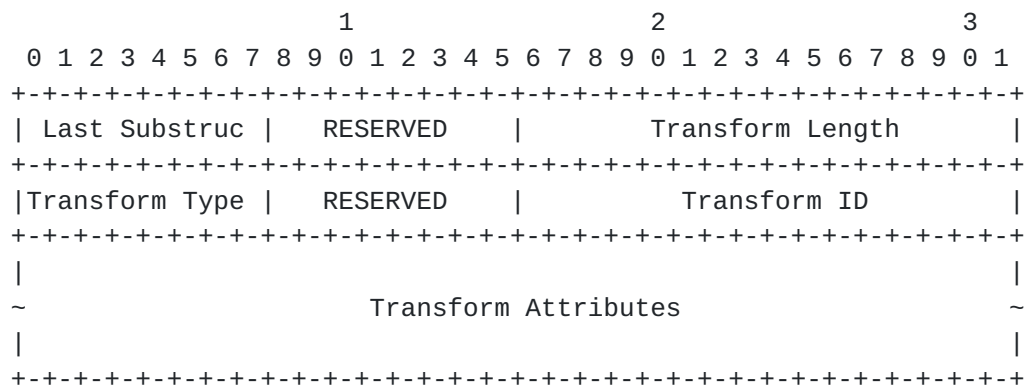 1                   2                   3
 0 1 2 3 4 5 6 7 8 9 0 1 2 3 4 5 6 7 8 9 0 1 2 3 4 5 6 7 8 9 0 1
+-+-+-+-+-+-+-+-+-+-+-+-+-+-+-+-+-+-+-+-+-+-+-+-+-+-+-+-+-+-+-+-+
| Last Substruc |   RESERVED    |        Transform Length       |
+-+-+-+-+-+-+-+-+-+-+-+-+-+-+-+-+-+-+-+-+-+-+-+-+-+-+-+-+-+-+-+-+
|Transform Type |   RESERVED    |          Transform ID         |
+-+-+-+-+-+-+-+-+-+-+-+-+-+-+-+-+-+-+-+-+-+-+-+-+-+-+-+-+-+-+-+-+
|                                                               |
~                      Transform Attributes                     ~
|                                                               |
+-+-+-+-+-+-+-+-+-+-+-+-+-+-+-+-+-+-+-+-+-+-+-+-+-+-+-+-+-+-+-+-+